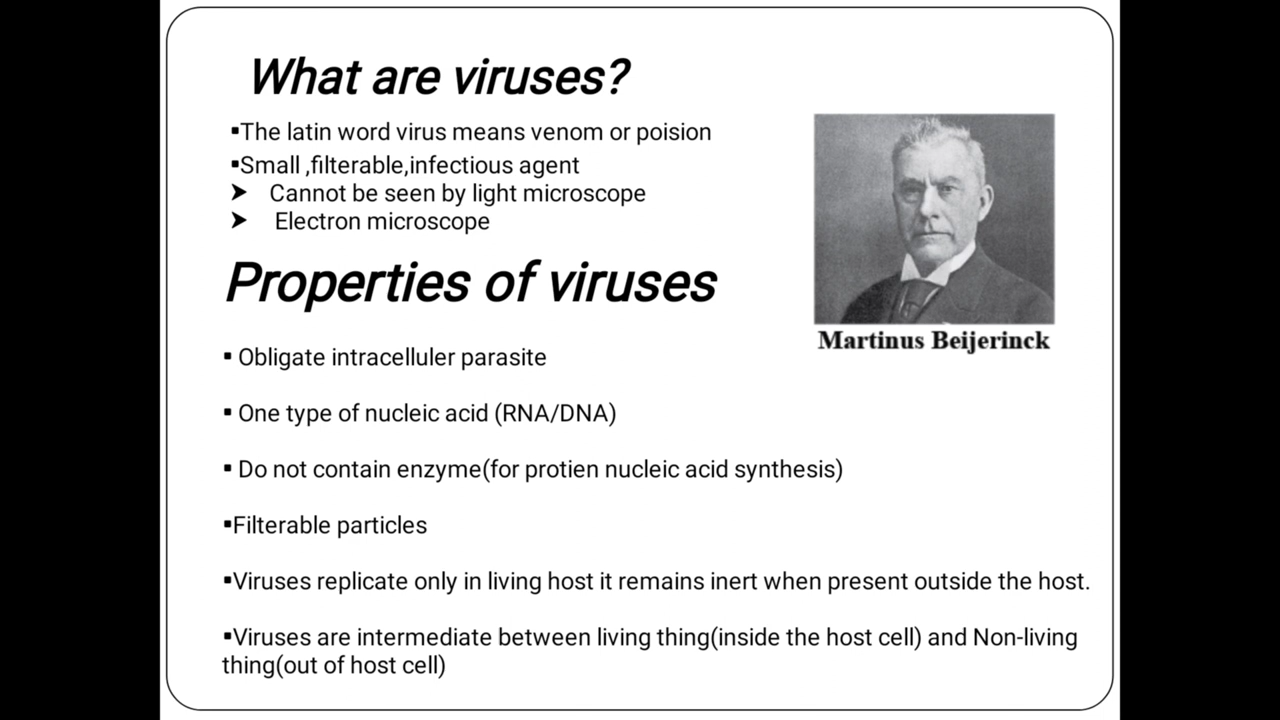 What are viruses?
▪The latin word virus means venom or poision
▪Small ,filterable,infectious agent
➤ Cannot be seen by light microscope
➤ Electron microscope
Properties of viruses
Martinus Beijerinck
▪ Obligate intracelluler parasite
▪ One type of nucleic acid (RNA/DNA)
▪ Do not contain enzyme(for protien nucleic acid synthesis)
▪Filterable particles
▪Viruses replicate only in living host it remains inert when present outside the host.
▪Viruses are intermediate between living thing(inside the host cell) and Non-living
thing(out of host cell)